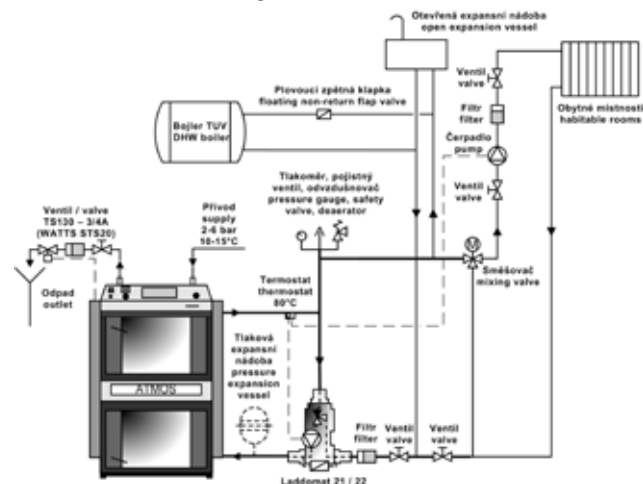 Otevřená expansní nádoba
open expansion vessel
Ventil
valve
Plovoucí zpětná klapka
floating non-return flap valve
Filtr
filter
Obytné místnosti
habitable rooms
Bojler TUV
DHW boiler
Čerpadlo
pump
Tlakoměr, pojistný
ventil, odvzdušnovač
pressure gauge, safety
valve, deaerator
Ventil
valve
Ventil / valve
TS130 – 3/4A
(WATTS STS20)
Přívod
supply
2-6 bar
10-15°C
M
Směšovač
mixing valve
Odpad
outlet
Termostat
thermostat
80°C
Tlaková
expansní
nádoba
pressure
expansion
vessel
ATMOS
Filtr
filter
Ventil
valve
Ventil
valve
Laddomat 21 / 22